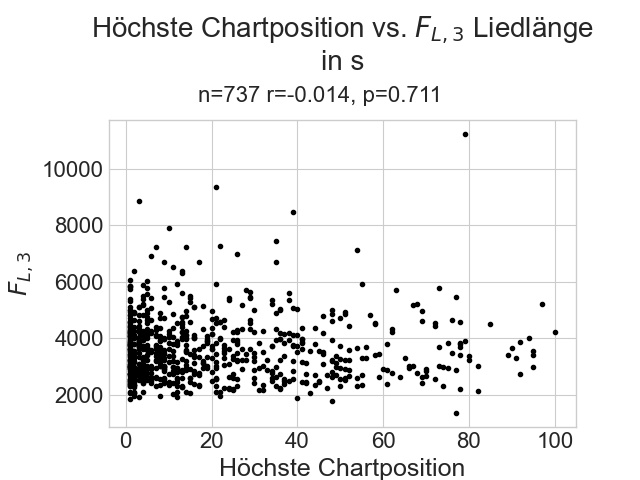 Höchste Chartposition vs. F_{L, 3} Liedlänge
in s
n=737 r=-0.014, p=0.711
F_{L, 3}
10000
8000
6000
4000
2000
0 20 40 60 80 100
Höchste Chartposition